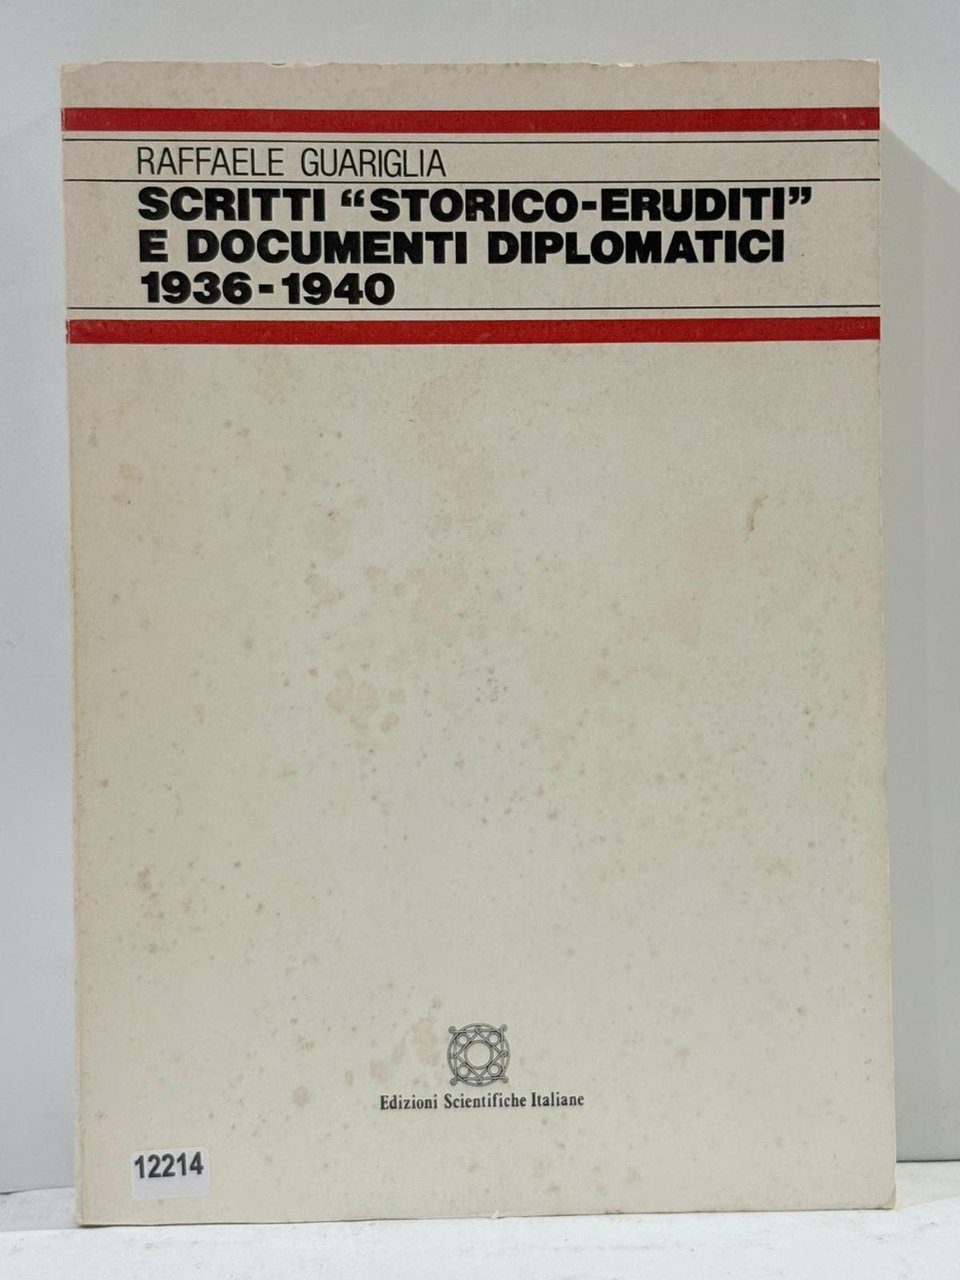 RAFFAELE GUARIGLIA
SCRITTI “STORICO-ERUDITI”
E DOCUMENTI DIPLOMATICI
1936-1940
Edizioni Scientifiche Italiane
12214